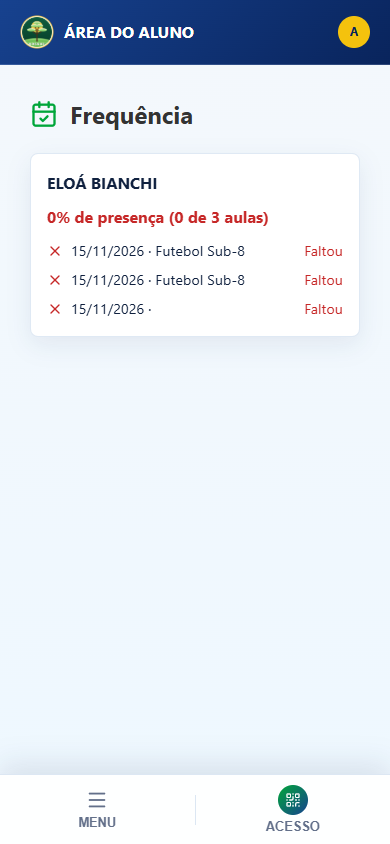 ÁREA DO ALUNO
A
Frequência
ELOÁ BIANCHI
0% de presença (0 de 3 aulas)
15/11/2026 · Futebol Sub-8 Faltou
15/11/2026 · Futebol Sub-8 Faltou
15/11/2026 · Faltou
MENU
ACESSO